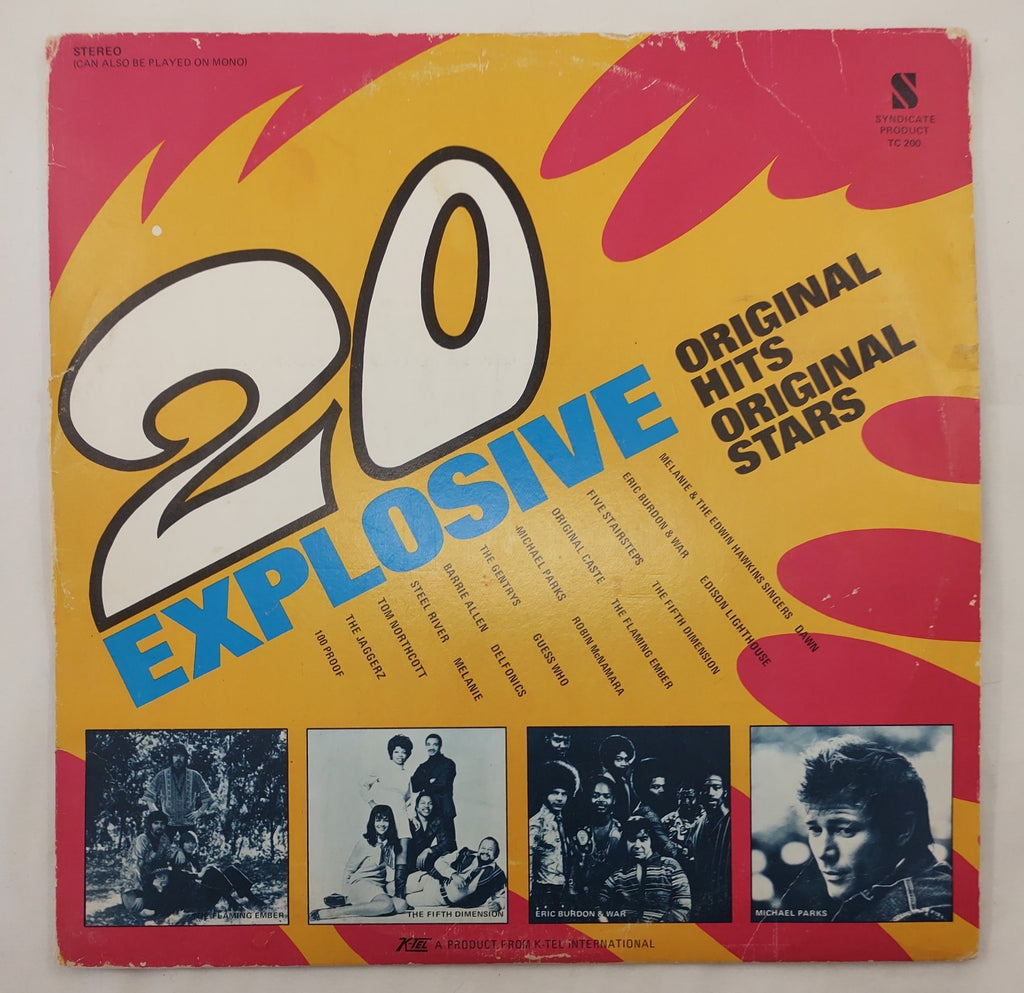 STEREO
(CAN ALSO BE PLAYED ON MONO)
S
SYNDICATE
PRODUCT
TC 200
20
EXPLOSIVE
ORIGINAL
HITS
ORIGINAL
STARS
100 PROOF
THE JAGGERZ
TOM NORTHCOTT
STEEL RIVER MELANIE
BARRIE ALLEN DELFONICS
THE GENTRYS GUESS WHO
MICHAEL PARKS ROBIN McNAMARA
ORIGINAL CASTE THE FLAMING EMBER
FIVE STAIRSTEPS THE FIFTH DIMENSION
ERIC BURDON & WAR EDISON LIGHTHOUSE
MELANIE & THE EDWIN HAWKINS SINGERS DAWN
THE FLAMING EMBER
THE FIFTH DIMENSION
ERIC BURDON & WAR
MICHAEL PARKS
K-TEL A PRODUCT FROM K-TEL INTERNATIONAL